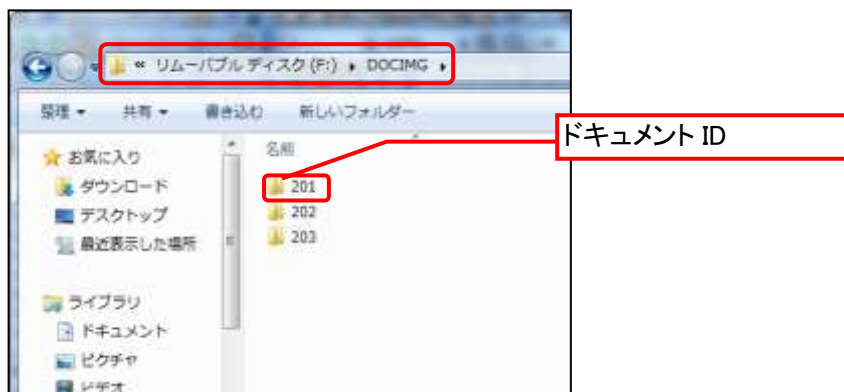 « リムーバブル ディスク (F:) ▸ DOCIMG ▸
整理 ▼ 共有 ▼ 書き込む 新しいフォルダー
ドキュメント ID
お気に入り
ダウンロード
デスクトップ
最近表示した場所
ライブラリ
ドキュメント
ピクチャ
ビデオ
名前
201
202
203